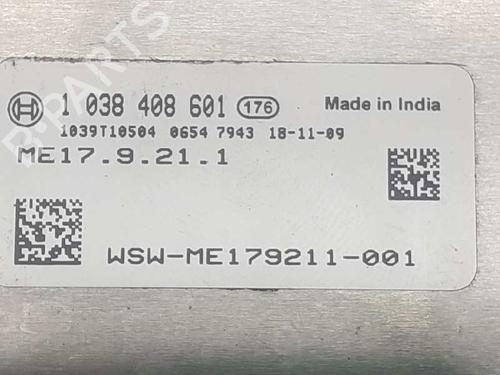 1 038 408 601 176 Made in India
1039T10504 0654 7943 18-11-09
ME17.9.21.1
WSW-ME179211-001
B-PARTS